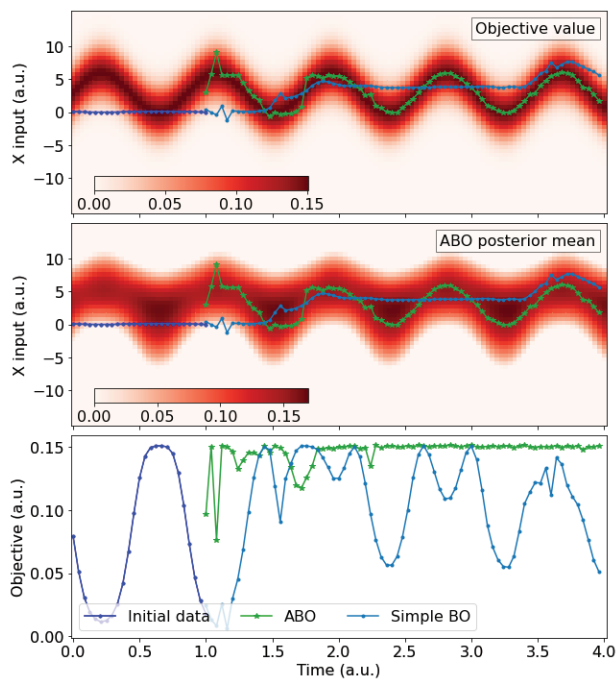 Objective value
X input (a.u.)
10
5
0
−5
−10
0.00 0.05 0.10 0.15
ABO posterior mean
X input (a.u.)
10
5
0
−5
−10
0.00 0.05 0.10 0.15
Objective (a.u.)
0.15
0.10
0.05
0.00
Initial data ABO Simple BO
0.0 0.5 1.0 1.5 2.0 2.5 3.0 3.5 4.0
Time (a.u.)